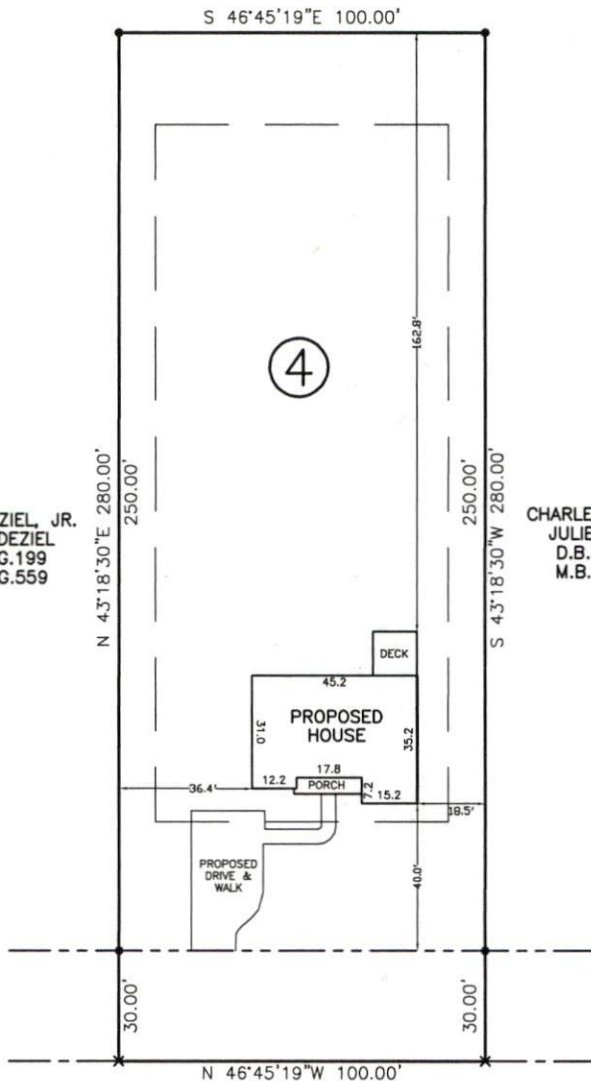 S 46°45'19"E 100.00'
162.8'
4
N 43°18'30"E 280.00'
250.00'
250.00'
S 43°18'30"W 280.00'
ZIEL, JR.
DEZIEL
G.199
G.559
CHARLE
JULIE
D.B.
M.B.
DECK
45.2
PROPOSED
HOUSE
31.0
35.2
17.8
12.2
PORCH
7.2
15.2
36.4'
18.5'
PROPOSED
DRIVE &
WALK
40.0'
30.00'
30.00'
N 46°45'19"W 100.00'